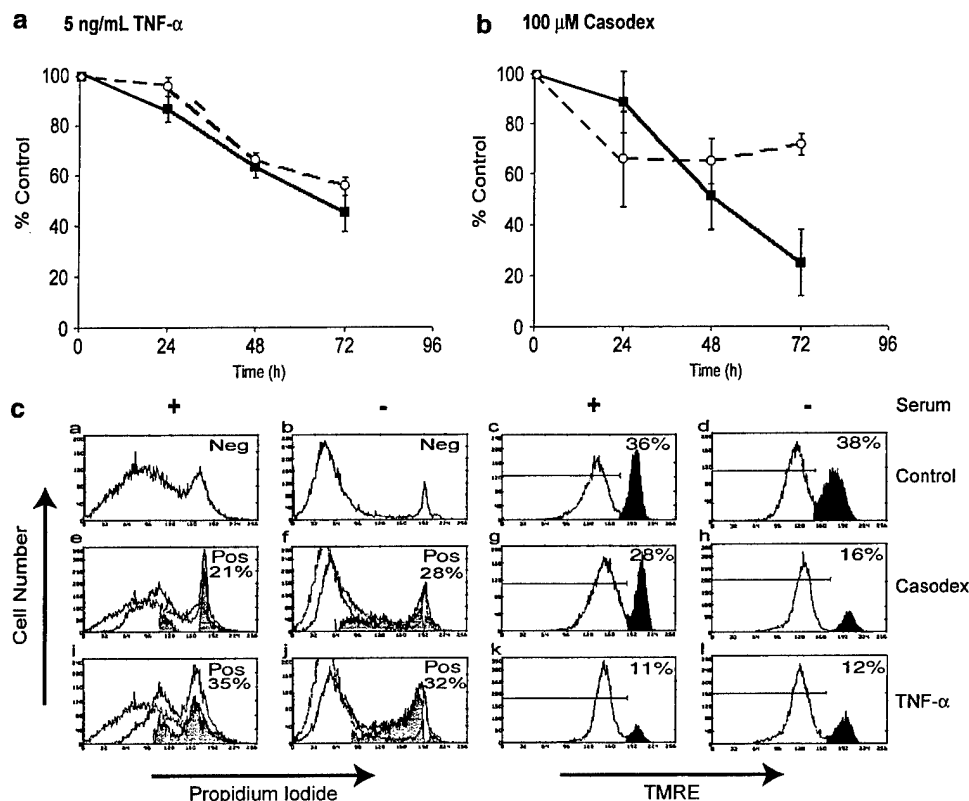 a 5 ng/mL TNF-α
b 100 μM Casodex
% Control
100
80
60
40
20
0
0 24 48 72 96
Time (h)
% Control
100
80
60
40
20
0
0 24 48 72 96
Time (h)
c + - + - Serum
a Neg
b Neg
c 36%
d 38%
Control
e Pos 21%
f Pos 28%
g 28%
h 16%
Casodex
i Pos 35%
j Pos 32%
k 11%
l 12%
TNF-α
Cell Number
Propidium Iodide
TMRE